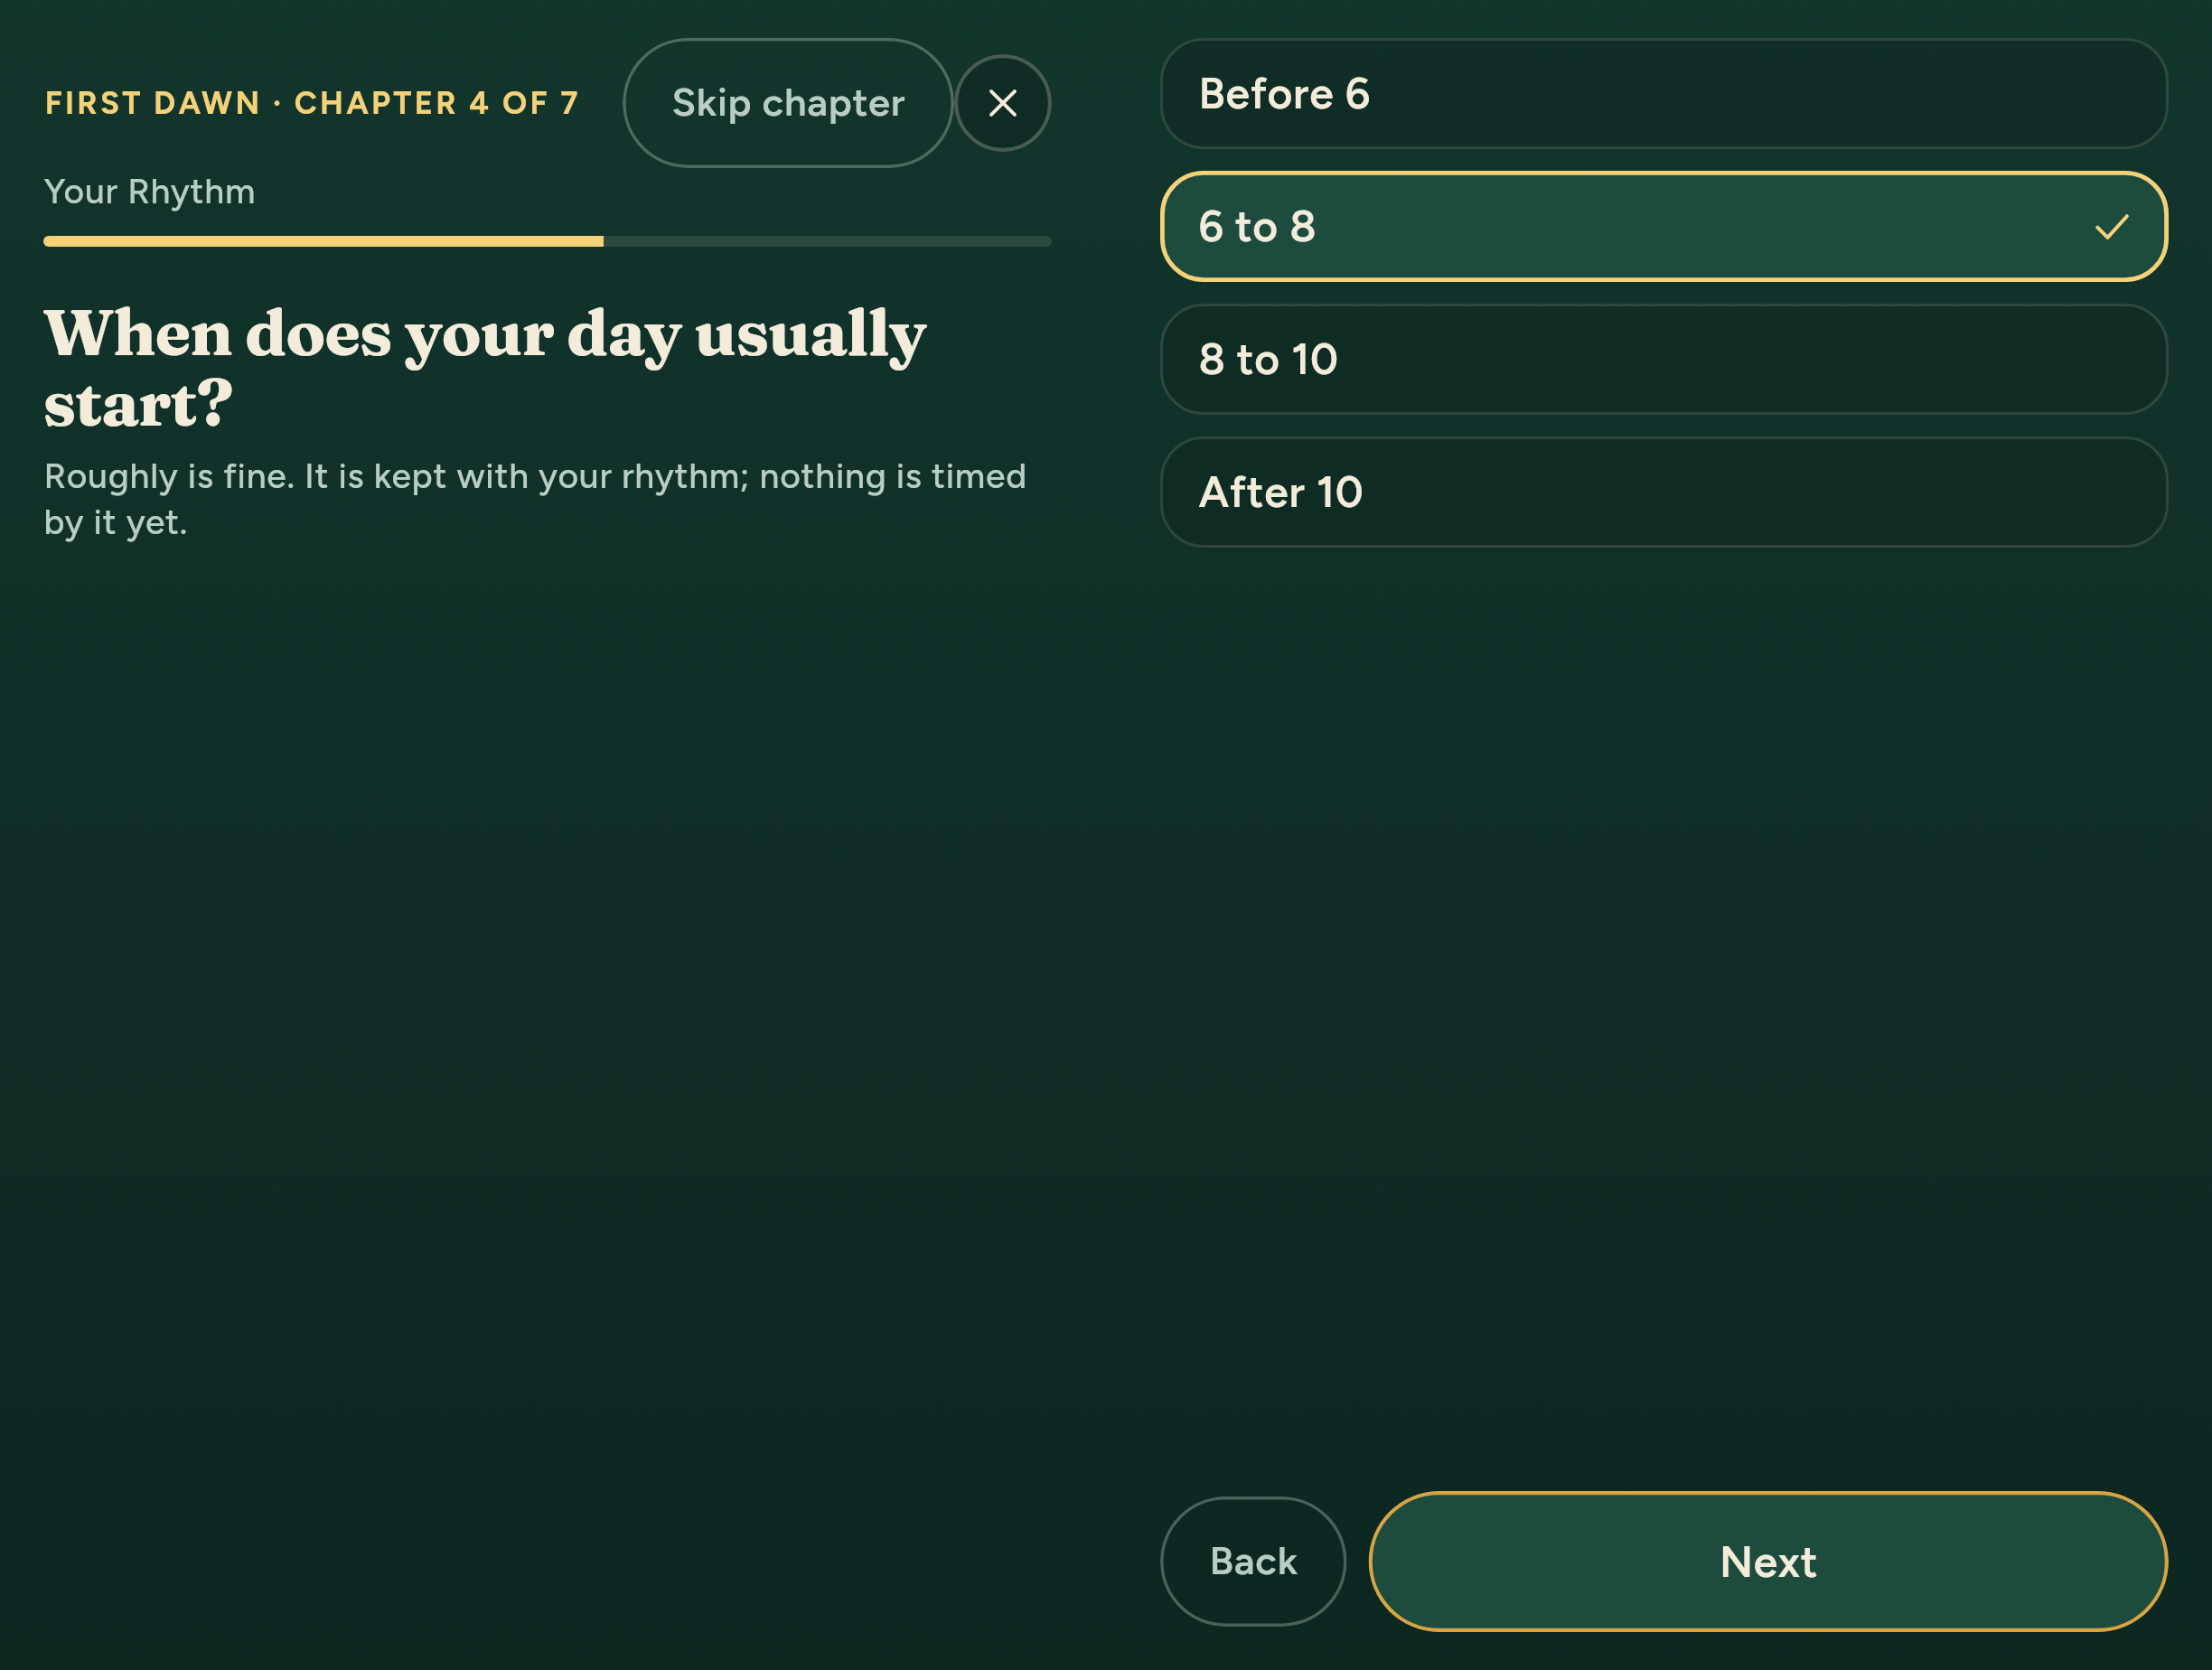 FIRST DAWN · CHAPTER 4 OF 7
Skip chapter
Your Rhythm
When does your day usually
start?
Roughly is fine. It is kept with your rhythm; nothing is timed
by it yet.
Before 6
6 to 8
8 to 10
After 10
Back
Next